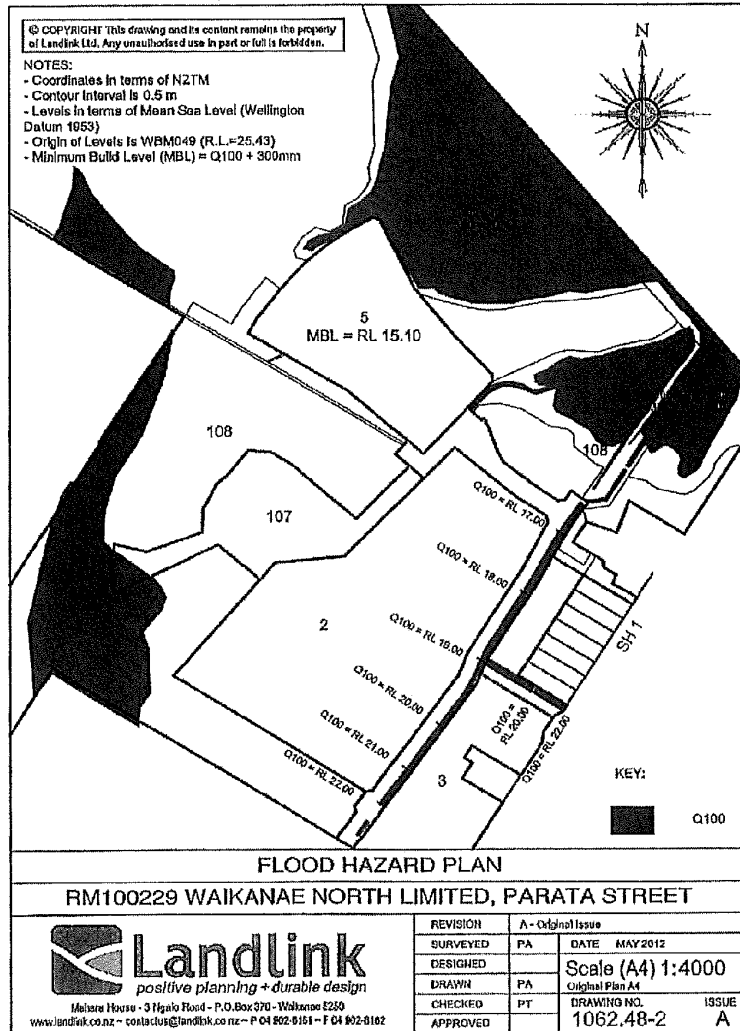 © COPYRIGHT This drawing and its content remains the property
of Landlink Ltd. Any unauthorised use in part or full is forbidden.
NOTES:
- Coordinates in terms of NZTM
- Contour Interval is 0.5 m
- Levels in terms of Mean Sea Level (Wellington
Datum 1953)
- Origin of Levels is WBM049 (R.L.=25.43)
- Minimum Build Level (MBL) = Q100 + 300mm
N
5
MBL = RL 15.10
108
108
107
Q100 = RL 17.00
Q100 = RL 18.00
2
Q100 = RL 19.00
SH 1
Q100 = RL 20.00
Q100 =
RL 20.00
Q100 = RL 21.00
Q100 = RL 22.00
Q100 = RL 22.00
3
KEY:
Q100
FLOOD HAZARD PLAN
RM100229 WAIKANAE NORTH LIMITED, PARATA STREET
Landlink
positive planning + durable design
Mahara House - 3 Ngaio Road - P.O.Box 370 - Waikanae 5250
www.landlink.co.nz ~ contactus@landlink.co.nz ~ P 04 902-6161 ~ F 04 902-6162
REVISION A - Original Issue
SURVEYED PA DATE MAY 2012
DESIGNED Scale (A4) 1:4000
DRAWN PA Original Plan A4
CHECKED PT DRAWING NO. ISSUE
APPROVED 1062.48-2 A